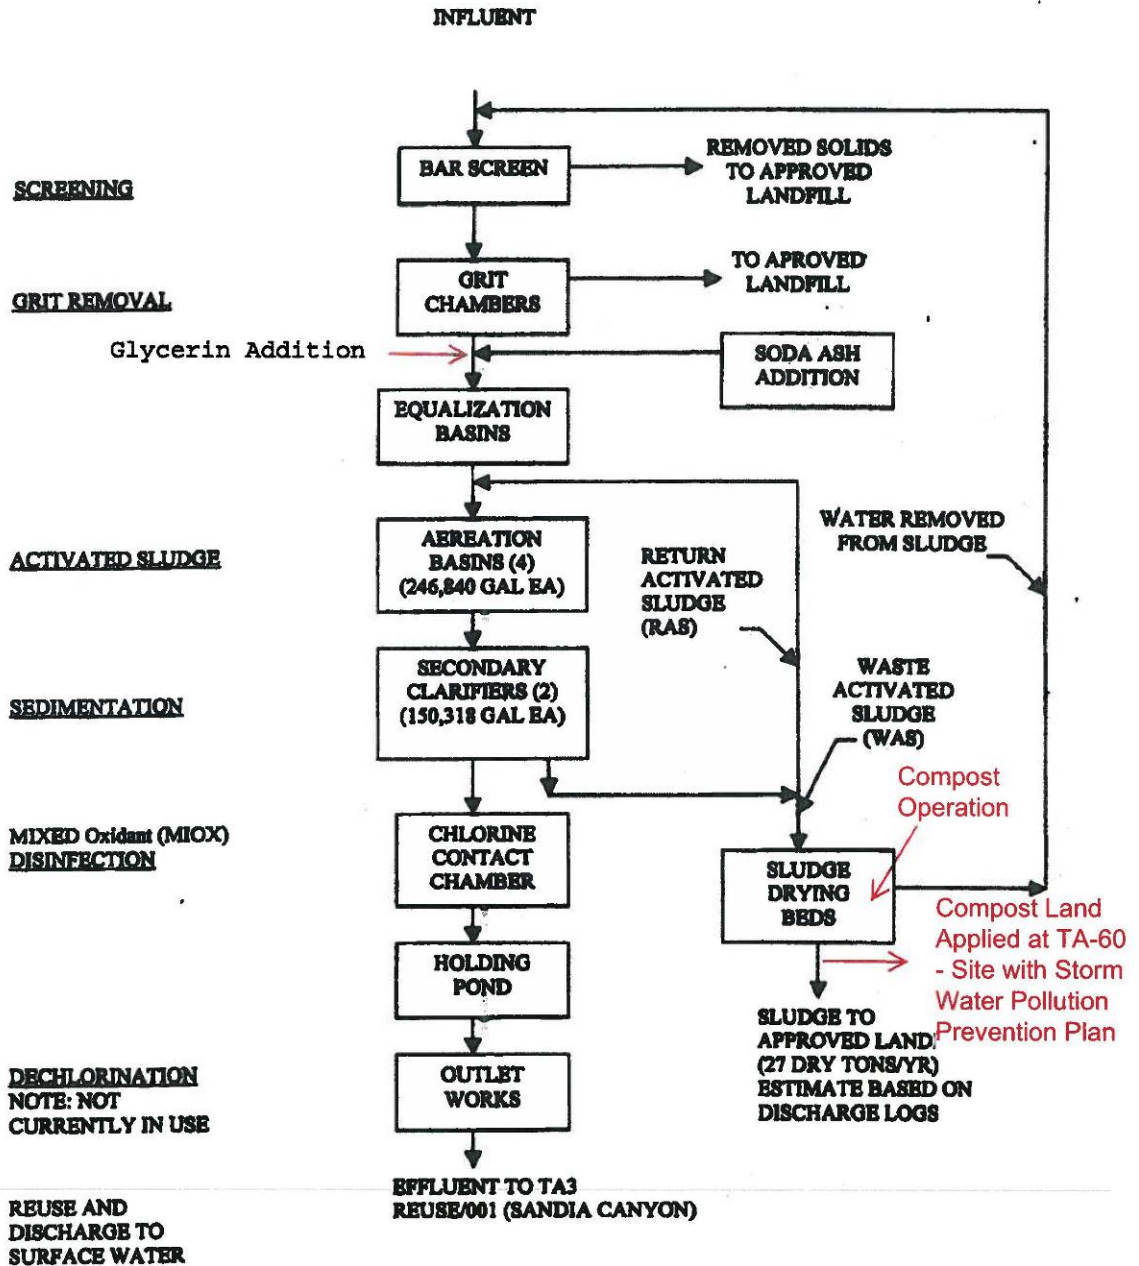 INFLUENT
BAR SCREEN
REMOVED SOLIDS
TO APPROVED
LANDFILL
SCREENING
GRIT
CHAMBERS
TO APROVED
LANDFILL
GRIT REMOVAL
Glycerin Addition
SODA ASH
ADDITION
EQUALIZATION
BASINS
ACTIVATED SLUDGE
AEREATION
BASINS (4)
(246,840 GAL EA)
RETURN
ACTIVATED
SLUDGE
(RAS)
WATER REMOVED
FROM SLUDGE
SEDIMENTATION
SECONDARY
CLARIFIERS (2)
(150,318 GAL EA)
WASTE
ACTIVATED
SLUDGE
(WAS)
Compost
Operation
MIXED Oxidant (MIOX)
DISINFECTION
CHLORINE
CONTACT
CHAMBER
SLUDGE
DRYING
BEDS
Compost Land
Applied at TA-60
- Site with Storm
Water Pollution
Prevention Plan
HOLDING
POND
SLUDGE TO
APPROVED LAND
(27 DRY TONS/YR)
ESTIMATE BASED ON
DISCHARGE LOGS
DECHLORINATION
NOTE: NOT
CURRENTLY IN USE
OUTLET
WORKS
EFFLUENT TO TA3
REUSE/001 (SANDIA CANYON)
REUSE AND
DISCHARGE TO
SURFACE WATER